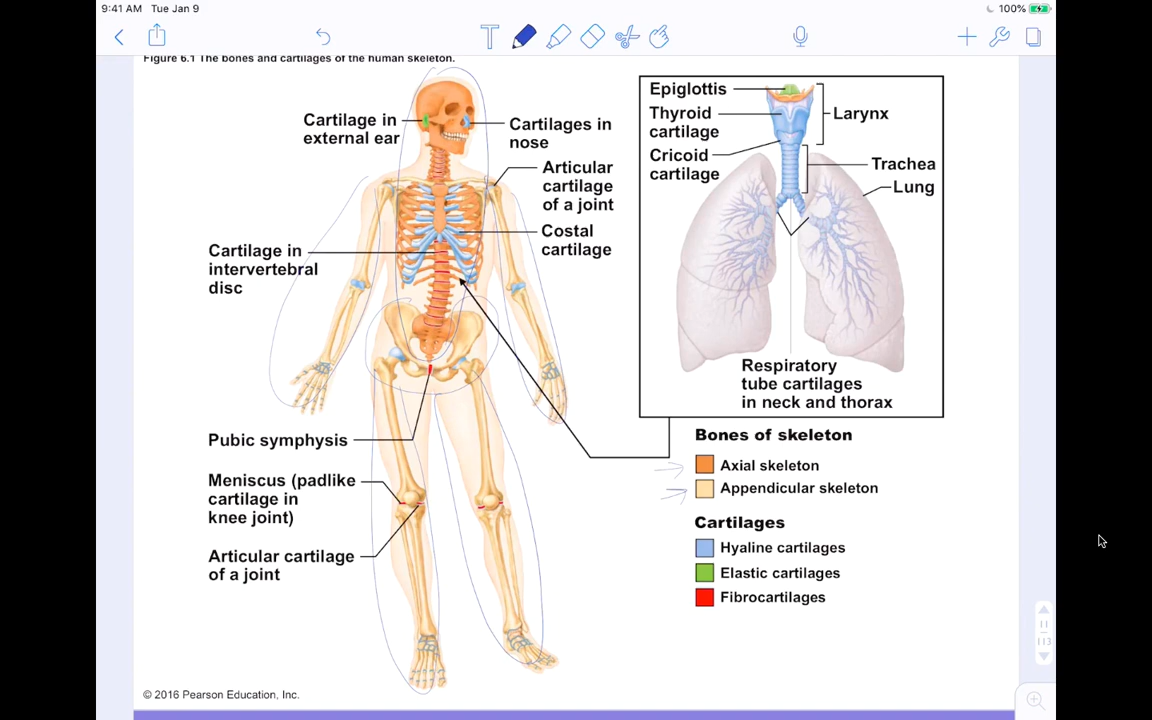 9:41 AM Tue Jan 9
100%
Figure 6.1 The bones and cartilages of the human skeleton.
Cartilage in
external ear
Cartilages in
nose
Articular
cartilage
of a joint
Costal
cartilage
Cartilage in
intervertebral
disc
Pubic symphysis
Meniscus (padlike
cartilage in
knee joint)
Articular cartilage
of a joint
Epiglottis
Thyroid
cartilage
Cricoid
cartilage
Larynx
Trachea
Lung
Respiratory
tube cartilages
in neck and thorax
Bones of skeleton
Axial skeleton
Appendicular skeleton
Cartilages
Hyaline cartilages
Elastic cartilages
Fibrocartilages
© 2016 Pearson Education, Inc.
11
113